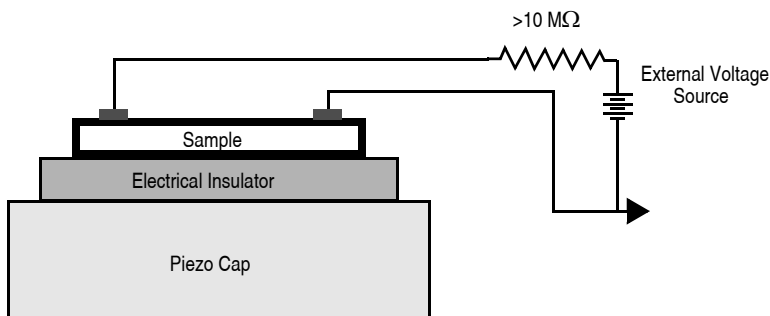 >10 MΩ
External Voltage
Source
Sample
Electrical Insulator
Piezo Cap